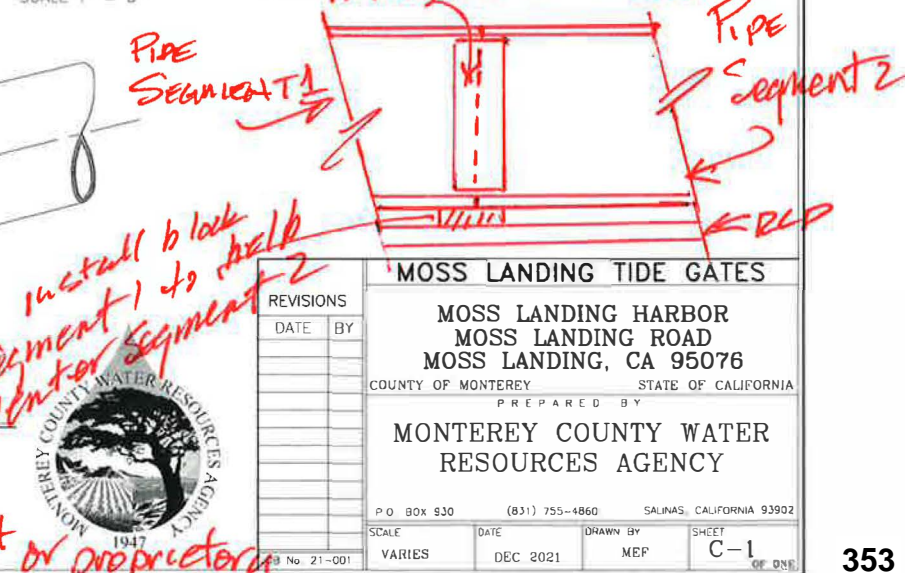 PIPE
SEGMENT 1
PIPE
Segment 2
RCP
install block
segment 1 to help
center segment 2
or proprietary
MOSS LANDING TIDE GATES
MOSS LANDING HARBOR
MOSS LANDING ROAD
MOSS LANDING, CA 95076
COUNTY OF MONTEREY STATE OF CALIFORNIA
PREPARED BY
MONTEREY COUNTY WATER
RESOURCES AGENCY
P O BOX 930 (831) 755-4860 SALINAS, CALIFORNIA 93902
REVISIONS
DATE BY
SCALE DATE DRAWN BY SHEET
VARIES DEC 2021 MEF C-1
OF ONE
No. 21-001
MONTEREY COUNTY WATER RESOURCES AGENCY
1947
353